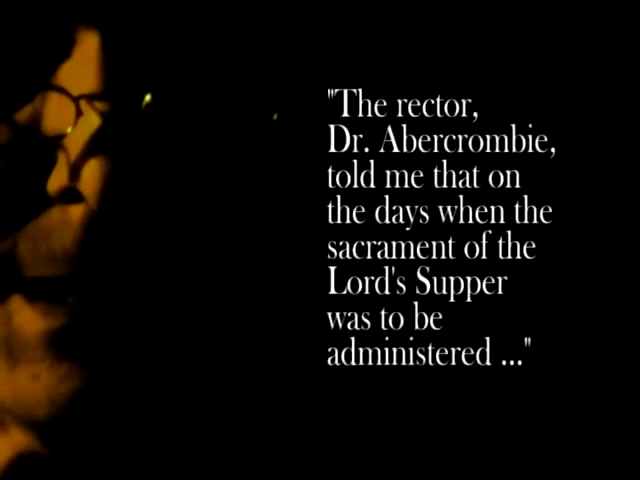 "The rector,
Dr. Abercrombie,
told me that on
the days when the
sacrament of the
Lord's Supper
was to be
administered ..."